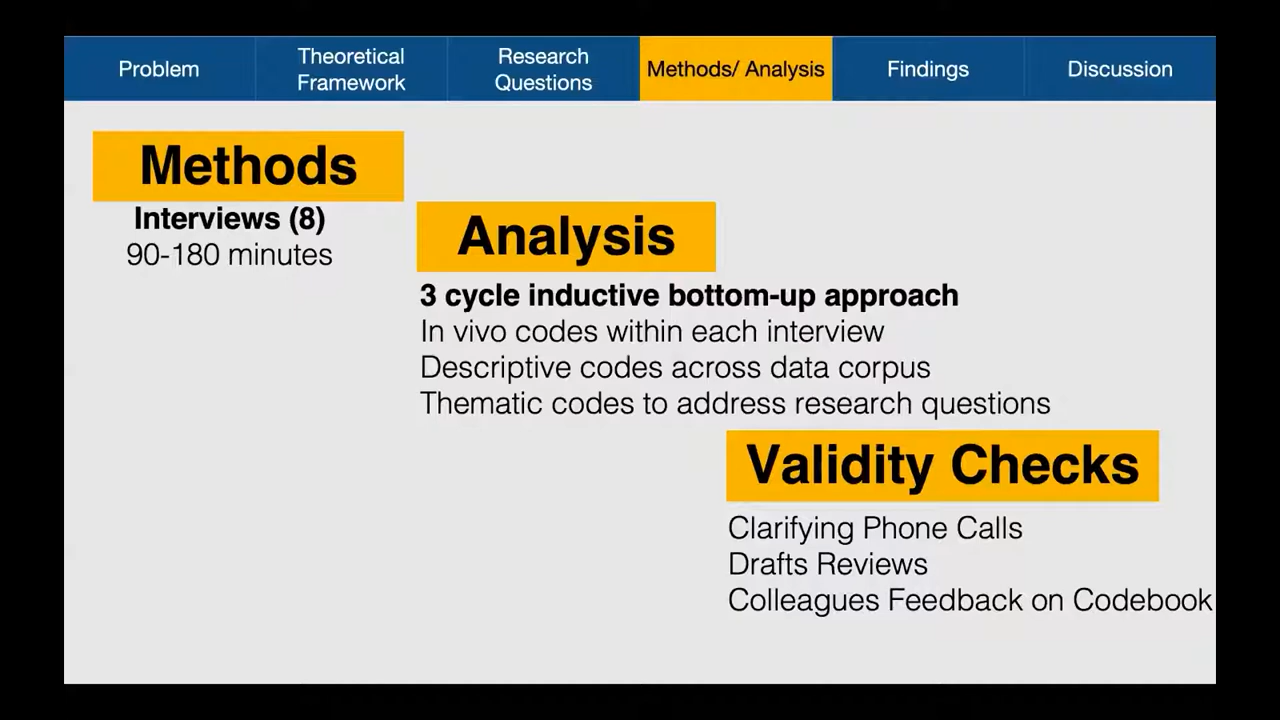 Problem
Theoretical
Framework
Research
Questions
Methods/ Analysis
Findings
Discussion
Methods
Interviews (8)
90-180 minutes
Analysis
3 cycle inductive bottom-up approach
In vivo codes within each interview
Descriptive codes across data corpus
Thematic codes to address research questions
Validity Checks
Clarifying Phone Calls
Drafts Reviews
Colleagues Feedback on Codebook